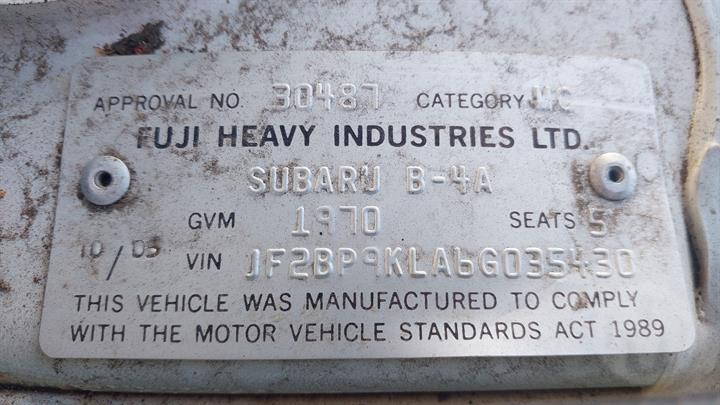 APPROVAL NO. 30487 CATEGORY MC
FUJI HEAVY INDUSTRIES LTD.
SUBARU B-4A
GVM 1970 SEATS 5
10/05 VIN JF2BP9KLA6G035430
THIS VEHICLE WAS MANUFACTURED TO COMPLY
WITH THE MOTOR VEHICLE STANDARDS ACT 1989